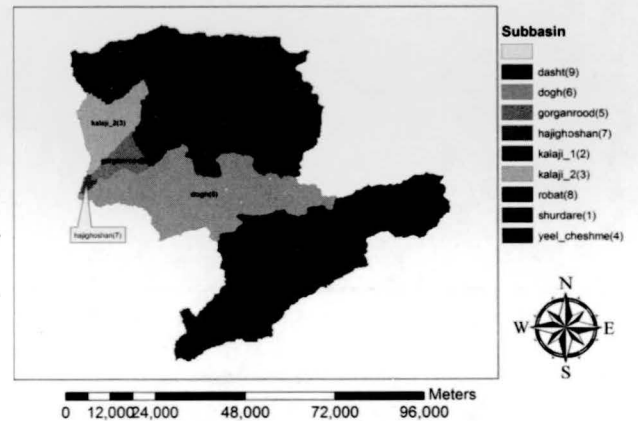 Subbasin
dasht(9)
dogh(6)
gorganrood(5)
hajighoshan(7)
kalaji_1(2)
kalaji_2(3)
robat(8)
shurdare(1)
yeel_cheshme(4)
kalaji_2(3)
dogh(6)
hajighoshan(7)
N
W E
S
Meters
0 12,000 24,000 48,000 72,000 96,000